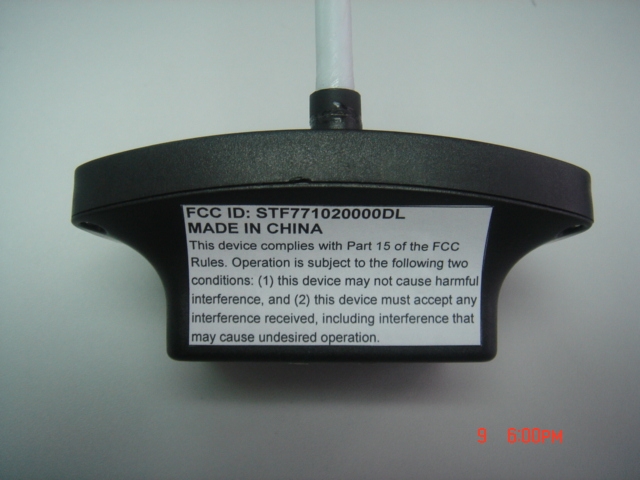 FCC ID: STF771020000DL
MADE IN CHINA
This device complies with Part 15 of the FCC
Rules. Operation is subject to the following two
conditions: (1) this device may not cause harmful
interference, and (2) this device must accept any
interference received, including interference that
may cause undesired operation.
9 6:00PM